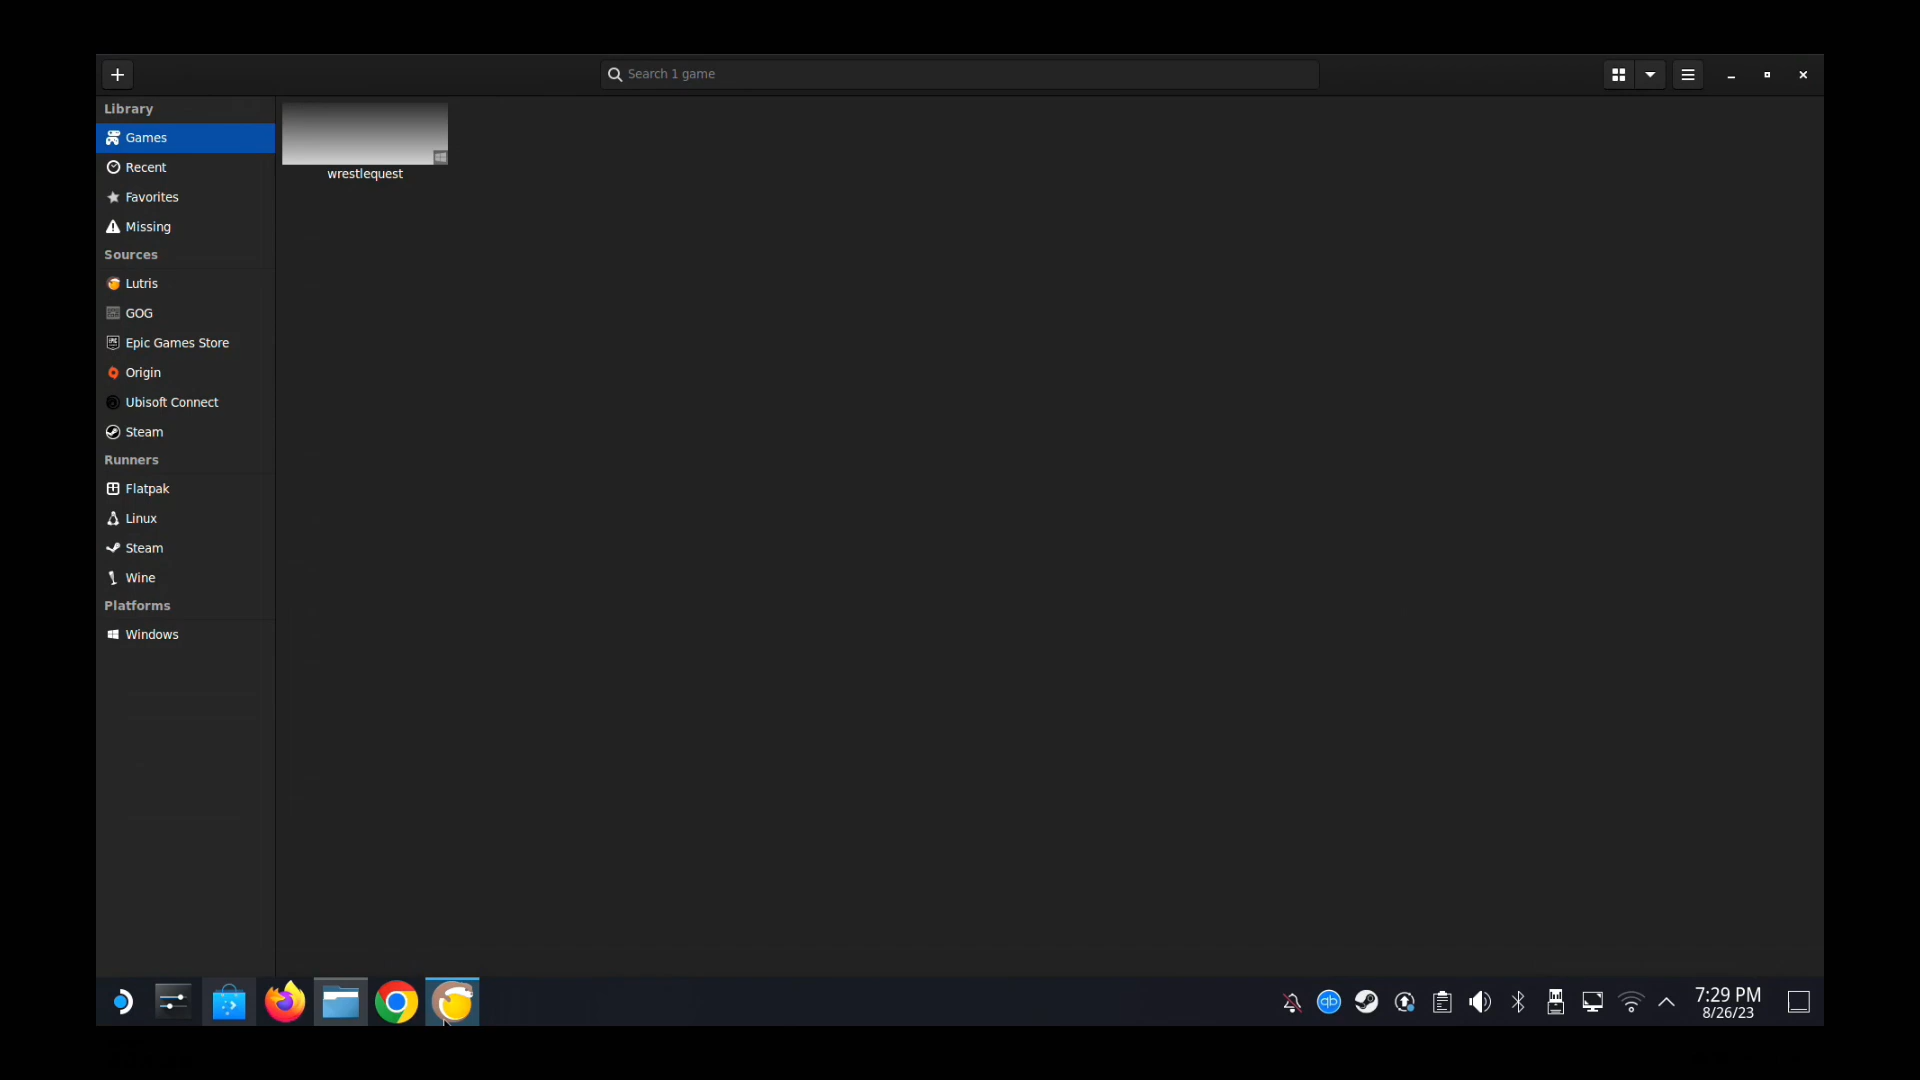 Search 1 game
Library
Games
Recent
Favorites
Missing
Sources
Lutris
GOG
Epic Games Store
Origin
Ubisoft Connect
Steam
Runners
Flatpak
Linux
Steam
Wine
Platforms
Windows
wrestlequest
qb
7:29 PM
8/26/23